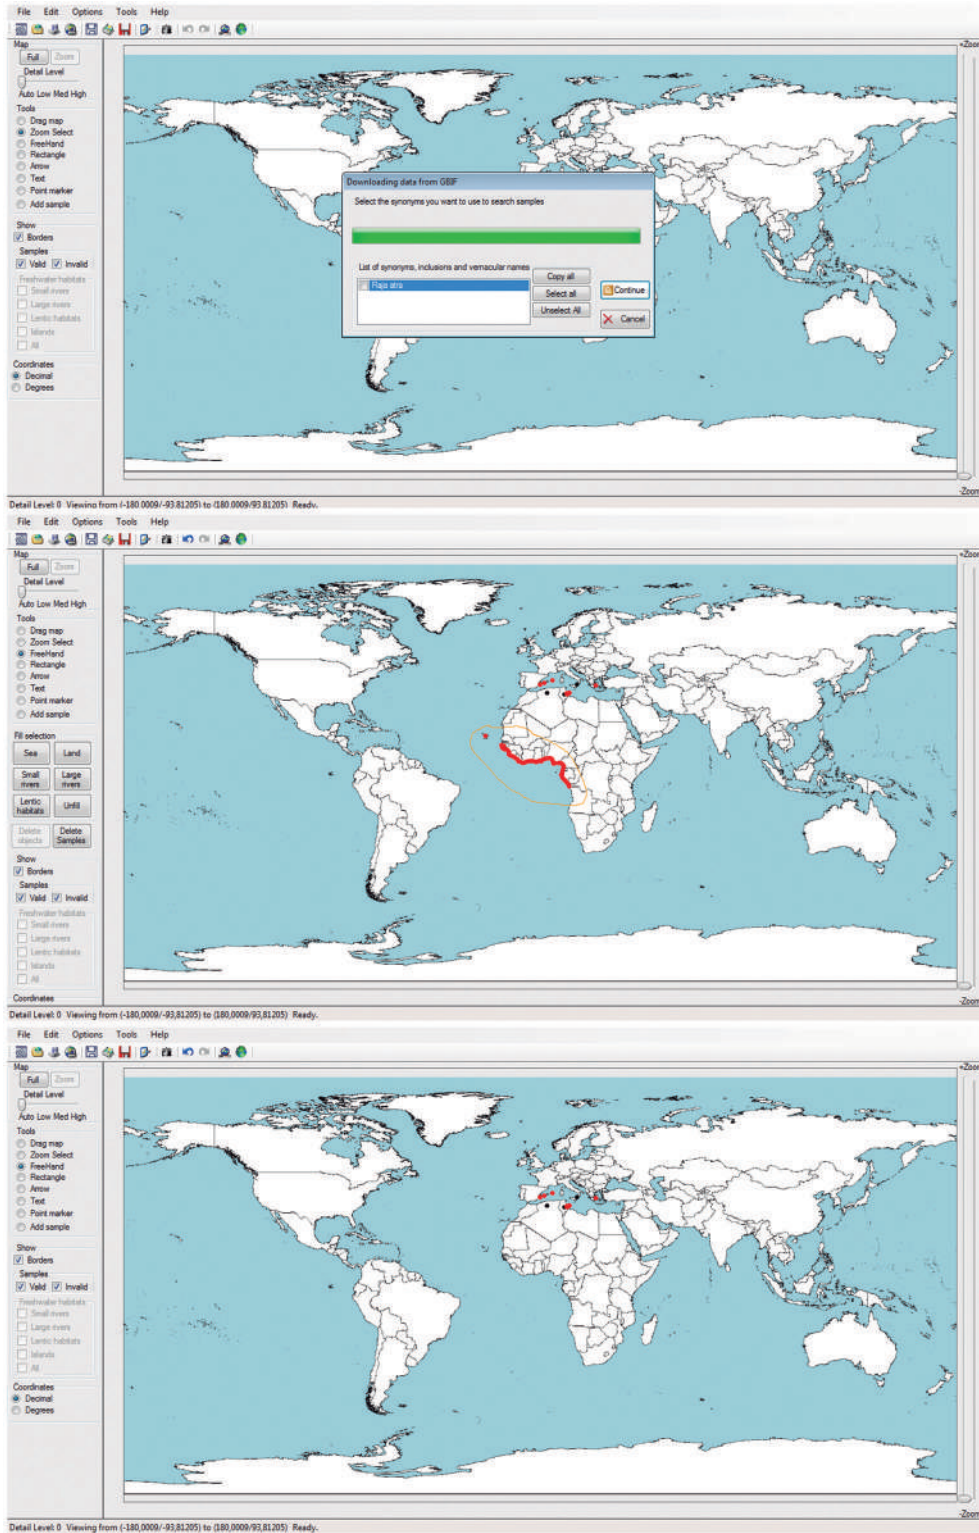 File Edit Options Tools Help
Map
Full Zoom
Detail Level
Auto Low Med High
Tools
Drag map
Zoom Select
FreeHand
Rectangle
Arrow
Text
Point marker
Add sample
Show
Borders
Samples
Valid Invalid
Freshwater habitats
Small rivers
Large rivers
Lentic habitats
Islands
All
Coordinates
Decimal
Degrees
+Zoom
Downloading data from GBIF
Select the synonyms you want to use to search samples
List of synonyms, inclusions and vernacular names
Raja atra
Copy all
Select all
Unselect All
Continue
Cancel
-Zoom
Detail Level: 0 Viewing from (-180,0009/-93,81205) to (180,0009/93,81205) Ready.
File Edit Options Tools Help
Map
Full Zoom
Detail Level
Auto Low Med High
Tools
Drag map
Zoom Select
FreeHand
Rectangle
Arrow
Text
Point marker
Add sample
Fill selection
Sea Land
Small rivers Large rivers
Lentic habitats Unfill
Delete objects Delete Samples
Show
Borders
Samples
Valid Invalid
Freshwater habitats
Small rivers
Large rivers
Lentic habitats
Islands
All
Coordinates
+Zoom
-Zoom
Detail Level: 0 Viewing from (-180,0009/-93,81205) to (180,0009/93,81205) Ready.
File Edit Options Tools Help
Map
Full Zoom
Detail Level
Auto Low Med High
Tools
Drag map
Zoom Select
FreeHand
Rectangle
Arrow
Text
Point marker
Add sample
Show
Borders
Samples
Valid Invalid
Freshwater habitats
Small rivers
Large rivers
Lentic habitats
Islands
All
Coordinates
Decimal
Degrees
+Zoom
-Zoom
Detail Level: 0 Viewing from (-180,0009/-93,81205) to (180,0009/93,81205) Ready.